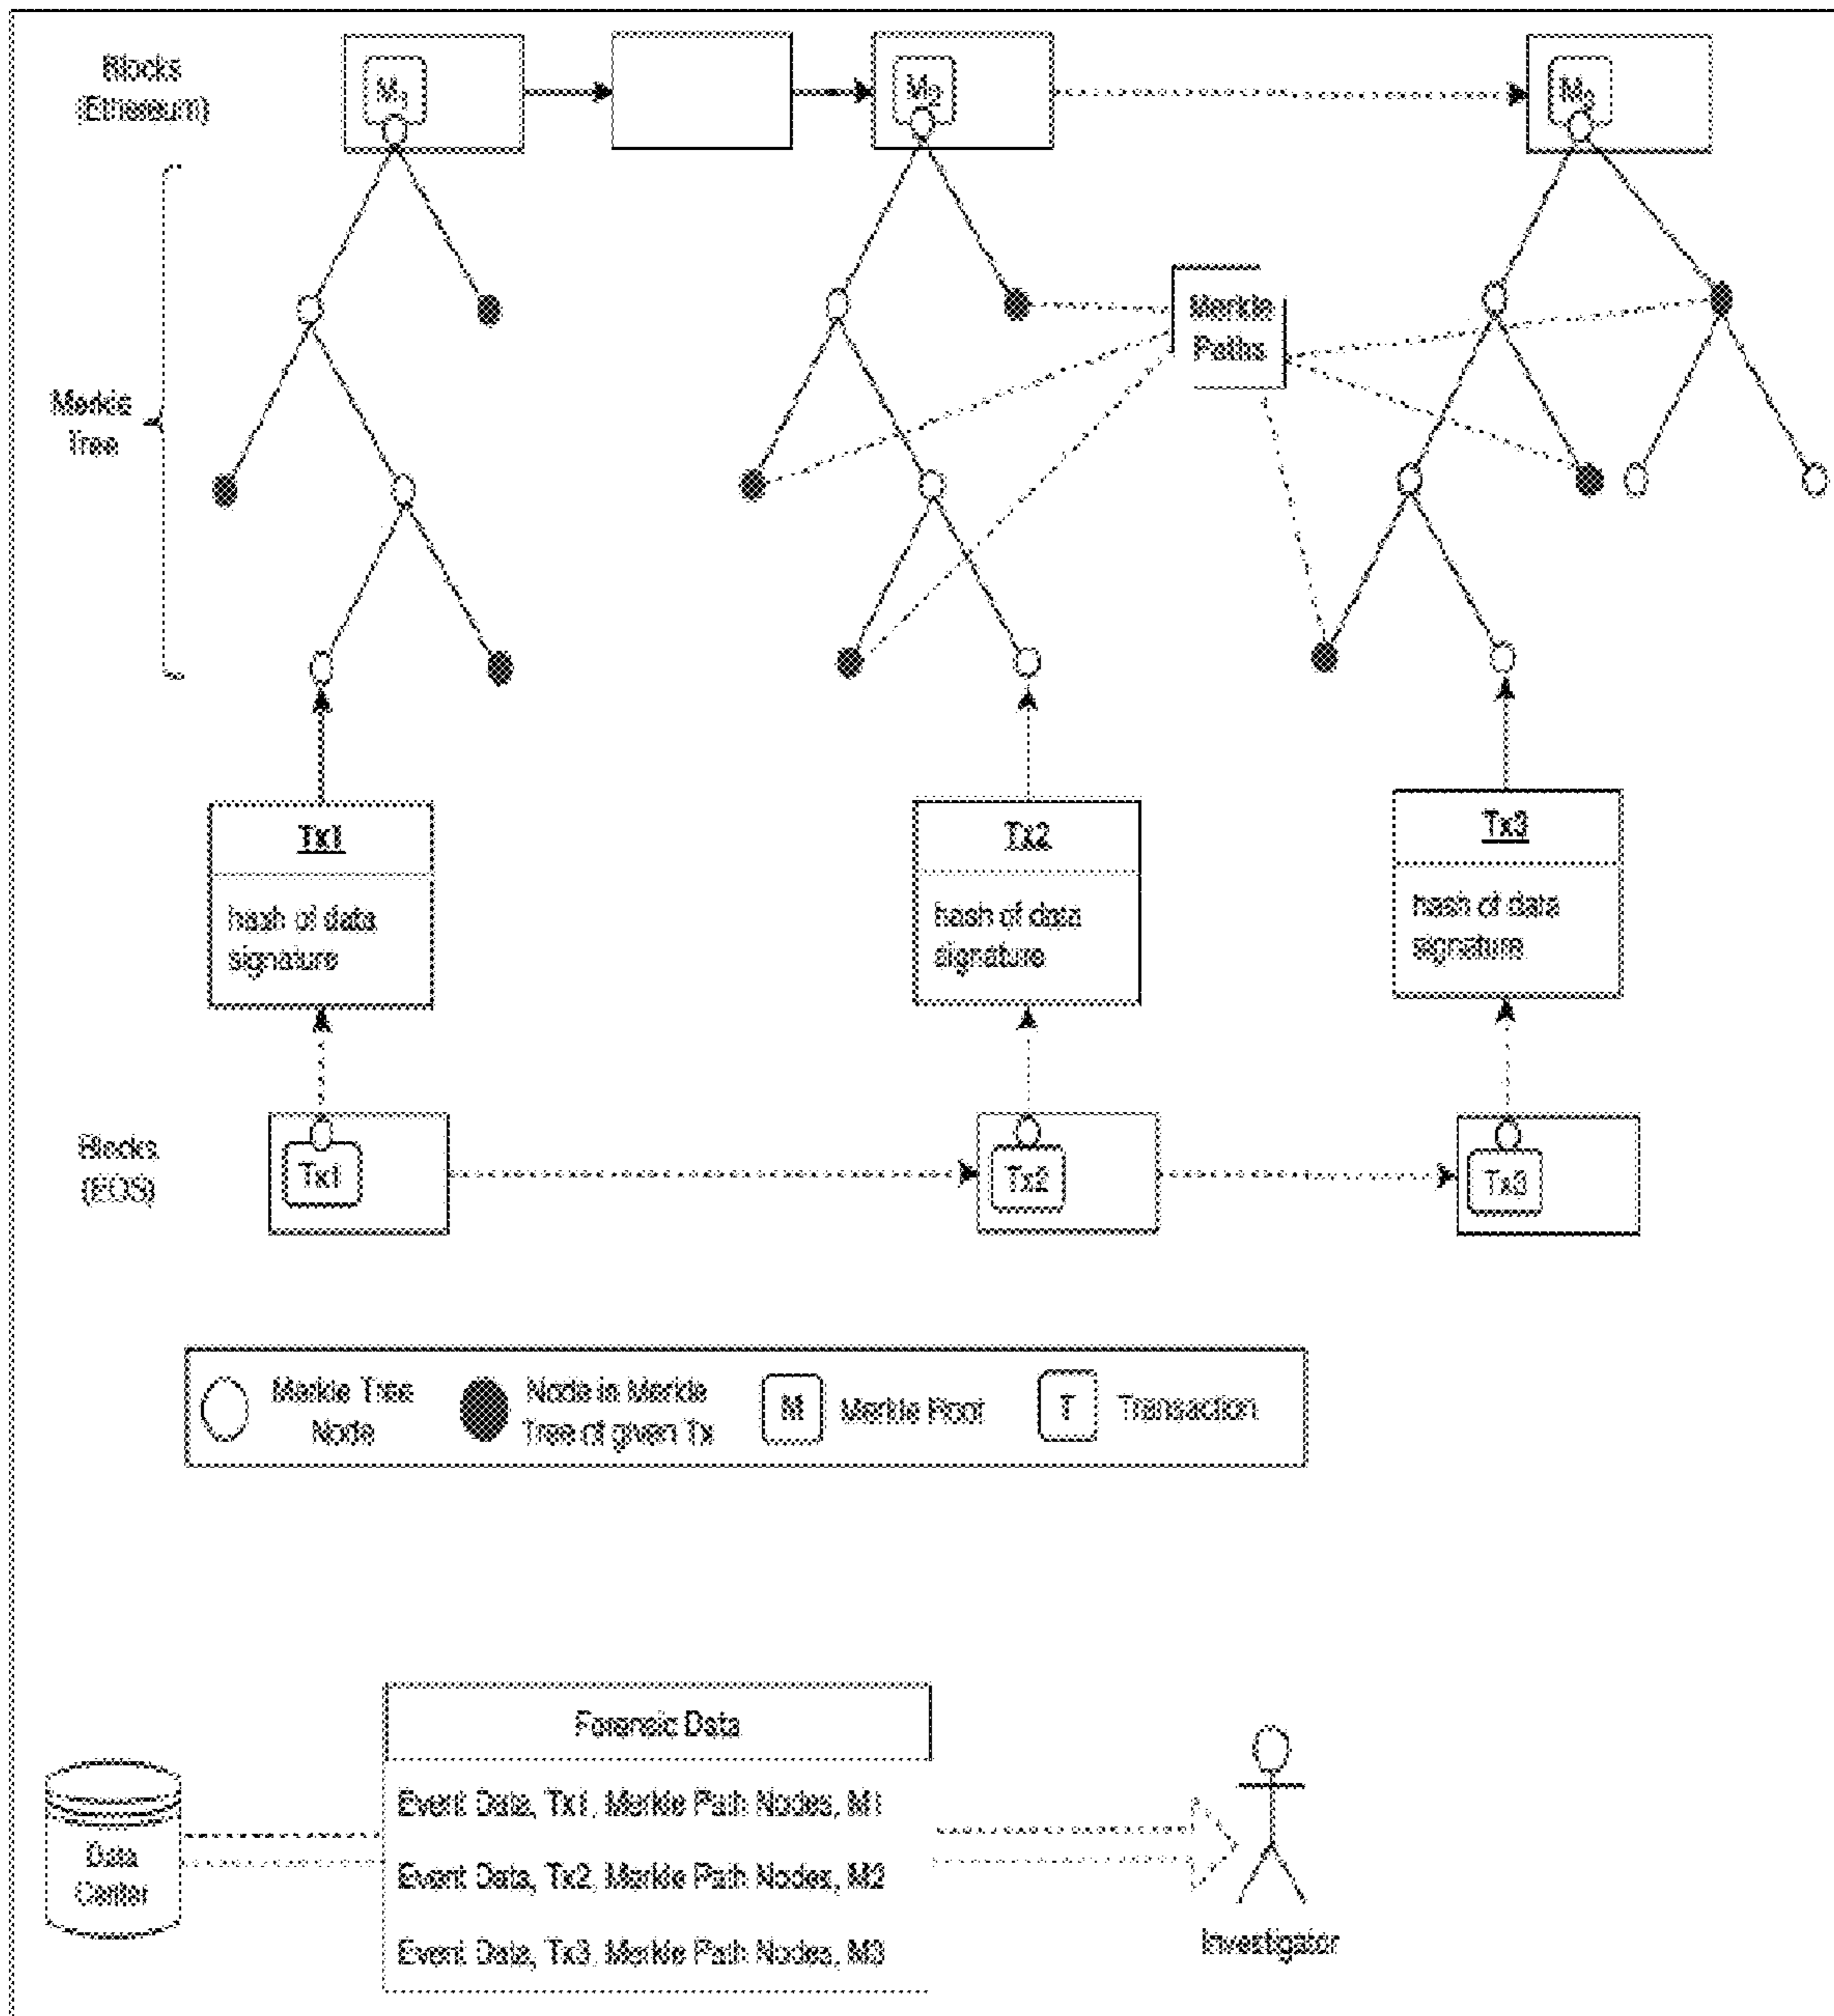 Blocks
(Ethereum)
M₁
M₂
M₃
Merkle
Paths
Merkle
Tree
Tx1
hash of data
signature
Tx2
hash of data
signature
Tx3
hash of data
signature
Blocks
(EOS)
Tx1
Tx2
Tx3
Merkle Tree
Node
Node in Merkle
Tree of given Tx
M
Merkle Root
T
Transaction
Forensic Data
Event Data, Tx1, Merkle Path Nodes, M1
Event Data, Tx2, Merkle Path Nodes, M2
Event Data, Tx3, Merkle Path Nodes, M3
Data
Center
Investigator